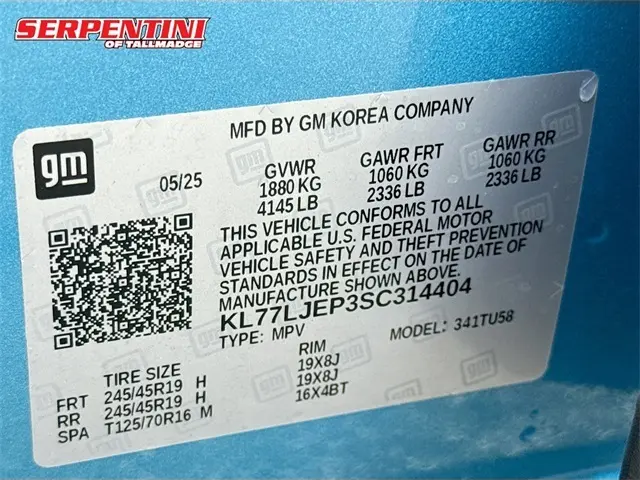 SERPENTINI
OF TALLMADGE
MFD BY GM KOREA COMPANY
gm
05/25
GVWR
1880 KG
4145 LB
GAWR FRT
1060 KG
2336 LB
GAWR RR
1060 KG
2336 LB
THIS VEHICLE CONFORMS TO ALL
APPLICABLE U.S. FEDERAL MOTOR
VEHICLE SAFETY AND THEFT PREVENTION
STANDARDS IN EFFECT ON THE DATE OF
MANUFACTURE SHOWN ABOVE.
KL77LJEP3SC314404
TYPE: MPV MODEL: 341TU58
TIRE SIZE RIM
FRT 245/45R19 H 19X8J
RR 245/45R19 H 19X8J
SPA T125/70R16 M 16X4BT